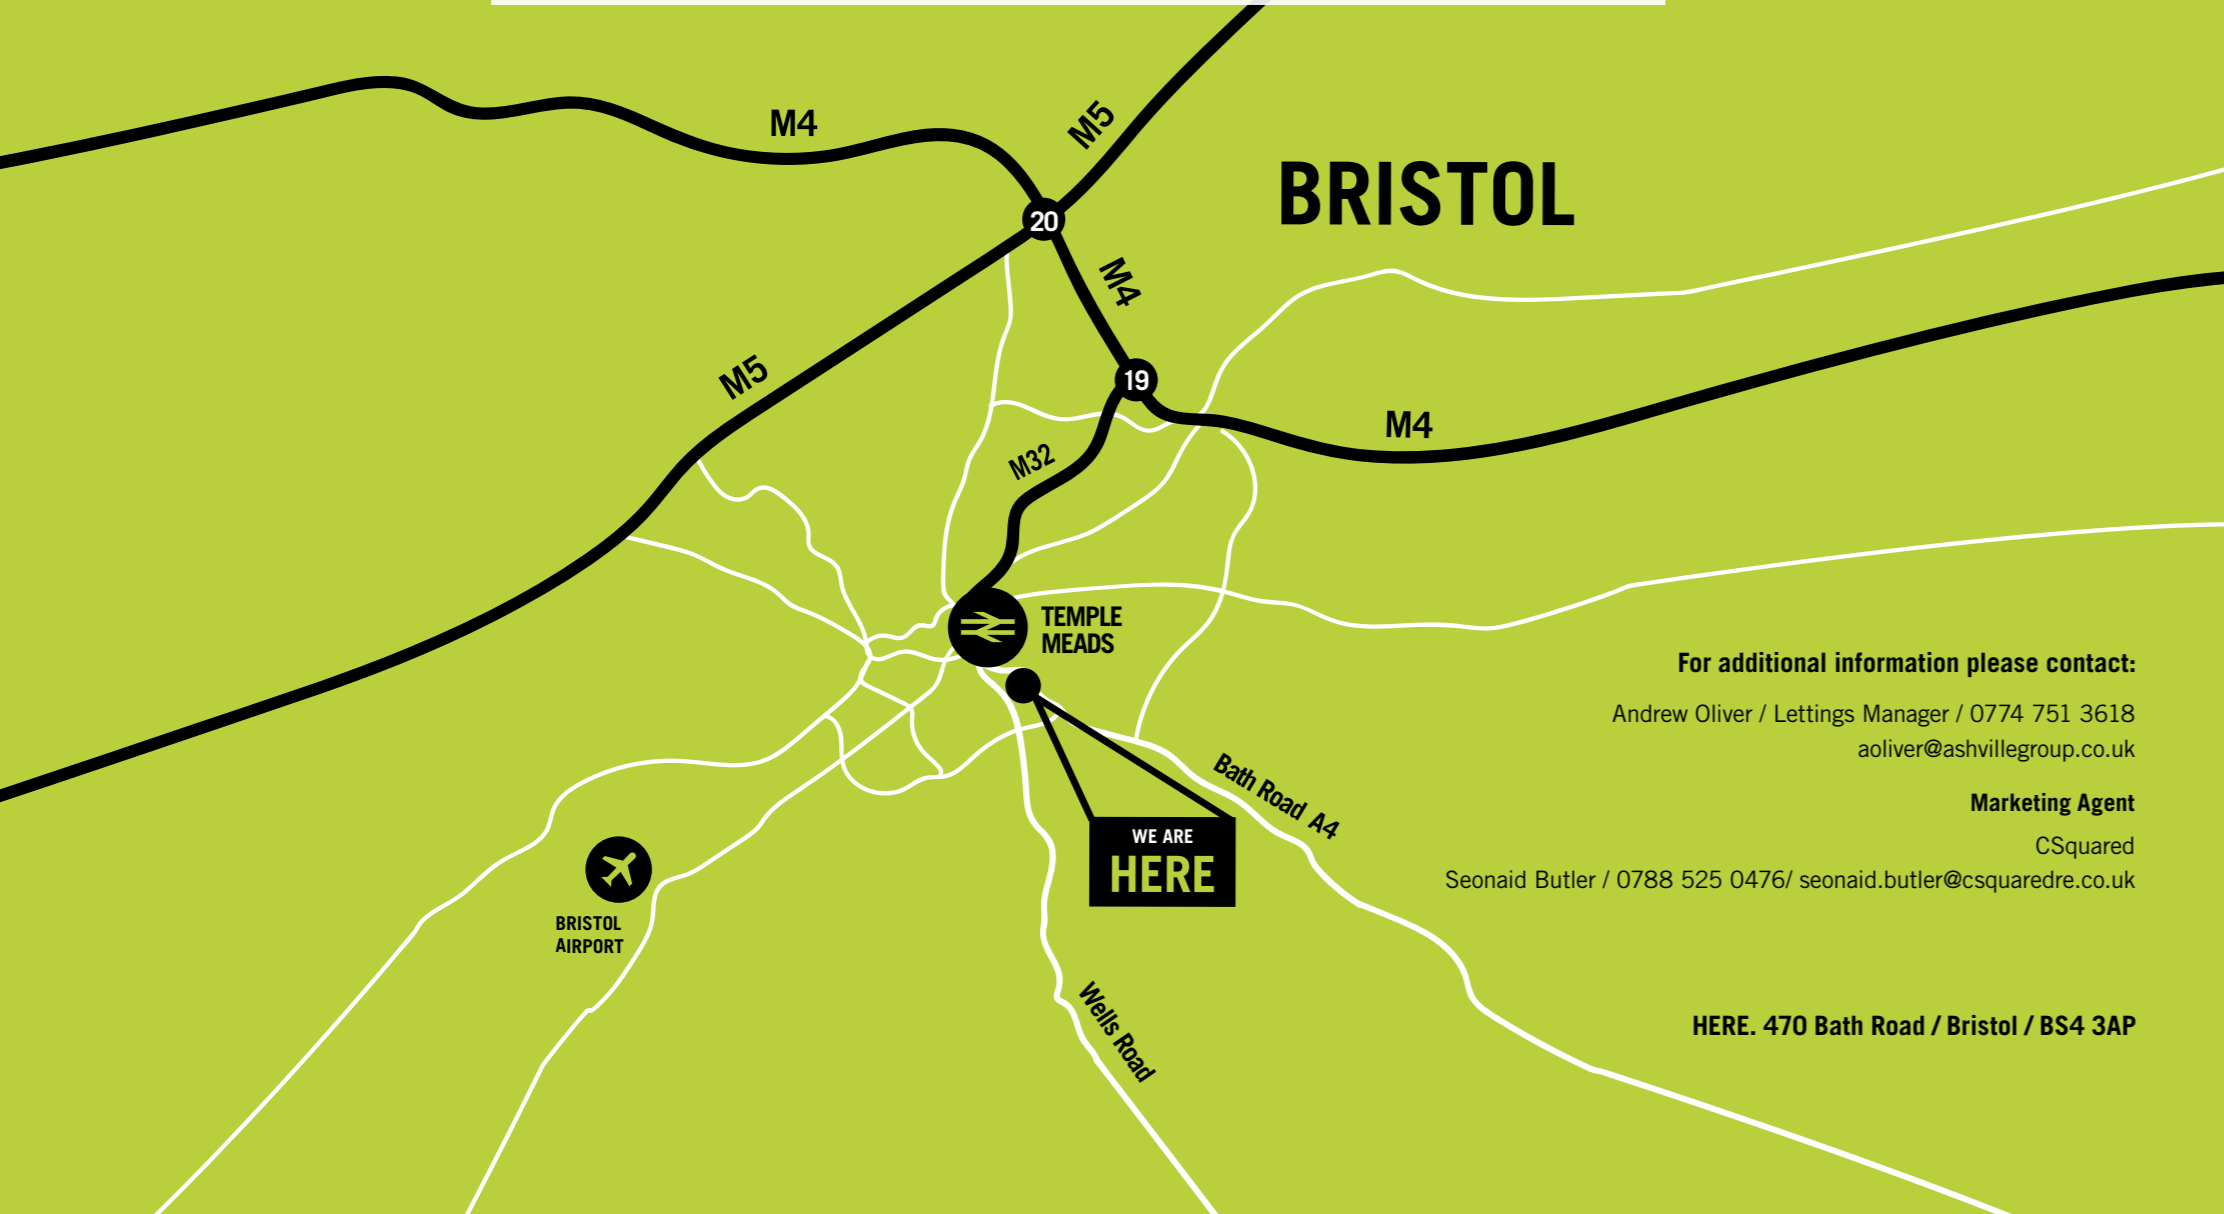 M4
M5
BRISTOL
20
M4
19
M5
M4
M32
TEMPLE
MEADS
For additional information please contact:
Andrew Oliver / Lettings Manager / 0774 751 3618
aoliver@ashvillegroup.co.uk
Marketing Agent
CSquared
Seonaid Butler / 0788 525 0476/ seonaid.butler@csquaredre.co.uk
Bath Road A4
WE ARE
HERE
BRISTOL
AIRPORT
Wells Road
HERE. 470 Bath Road / Bristol / BS4 3AP